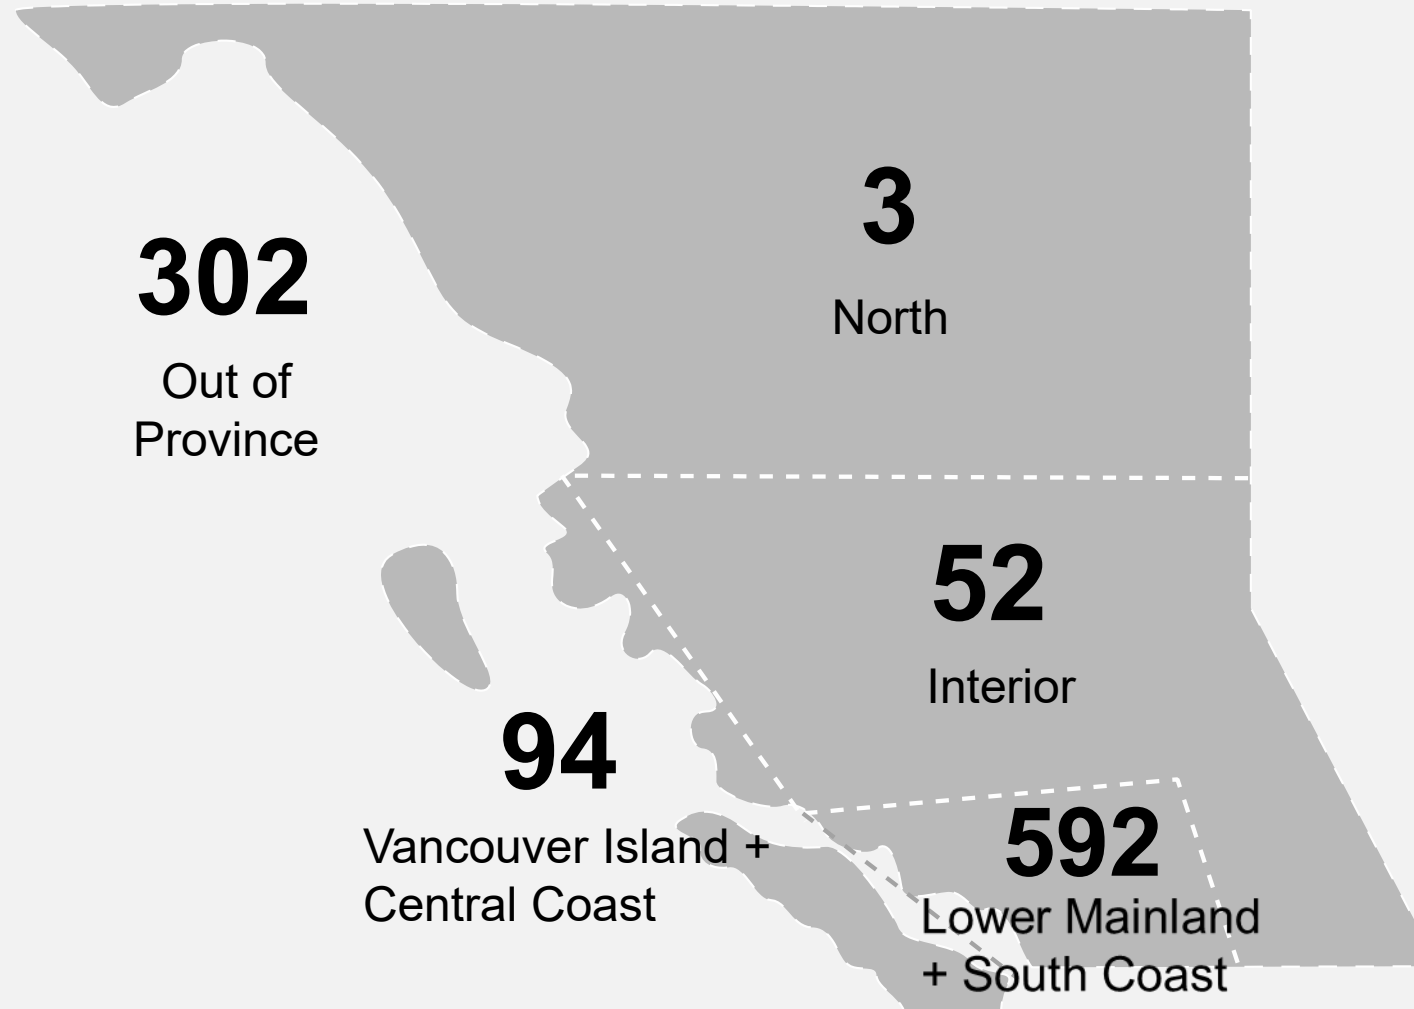 3
North
302
Out of
Province
52
Interior
94
Vancouver Island +
Central Coast
592
Lower Mainland
+ South Coast